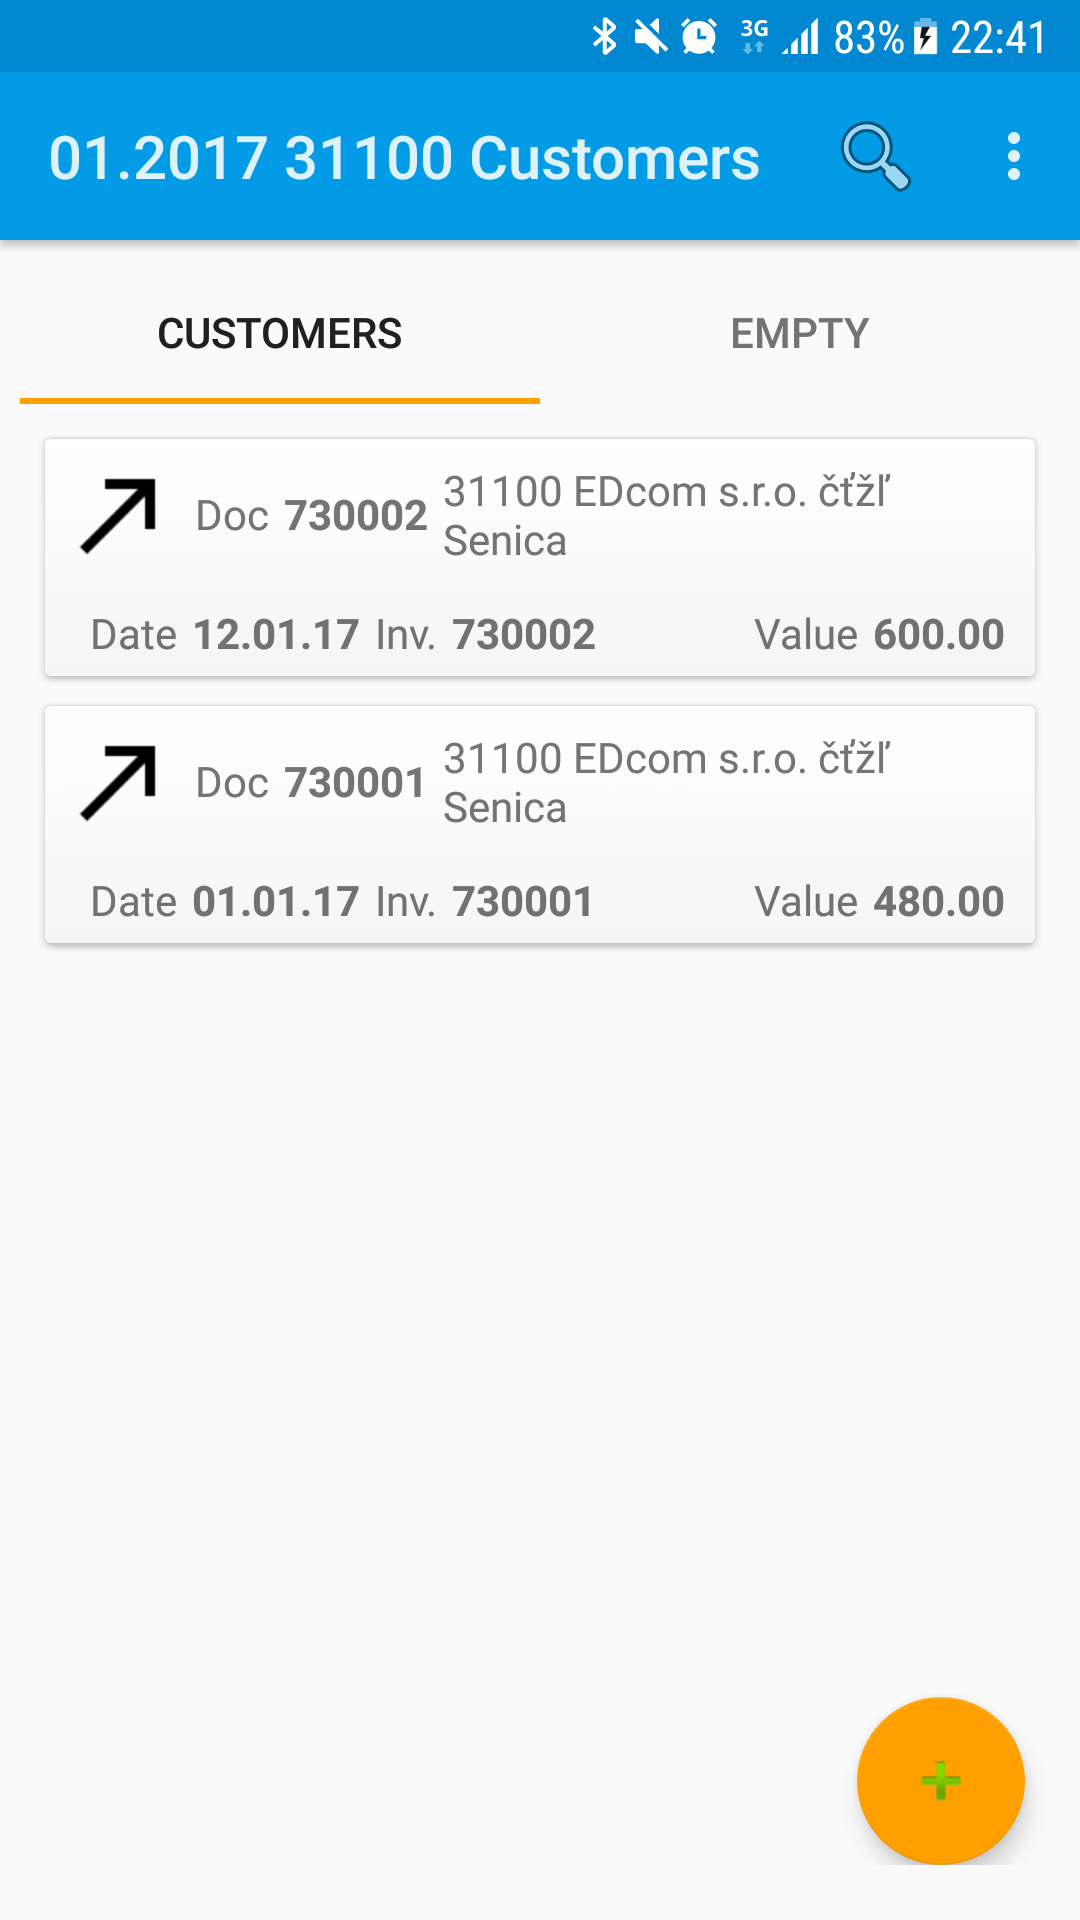 3G 83% 22:41
01.2017 31100 Customers
CUSTOMERS EMPTY
Doc 730002 31100 EDcom s.r.o. čťžľ
Senica
Date 12.01.17 Inv. 730002 Value 600.00
Doc 730001 31100 EDcom s.r.o. čťžľ
Senica
Date 01.01.17 Inv. 730001 Value 480.00